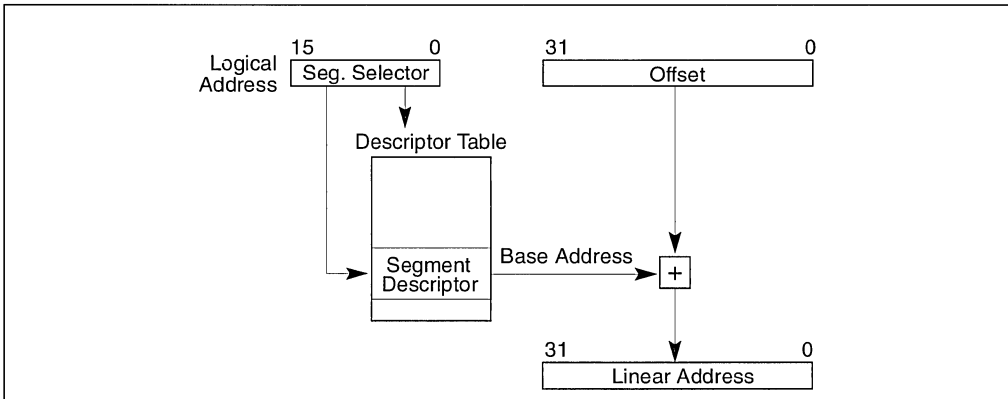 15 0
31 0
Logical
Address
Seg. Selector
Offset
Descriptor Table
Base Address
Segment
Descriptor
+
31 0
Linear Address